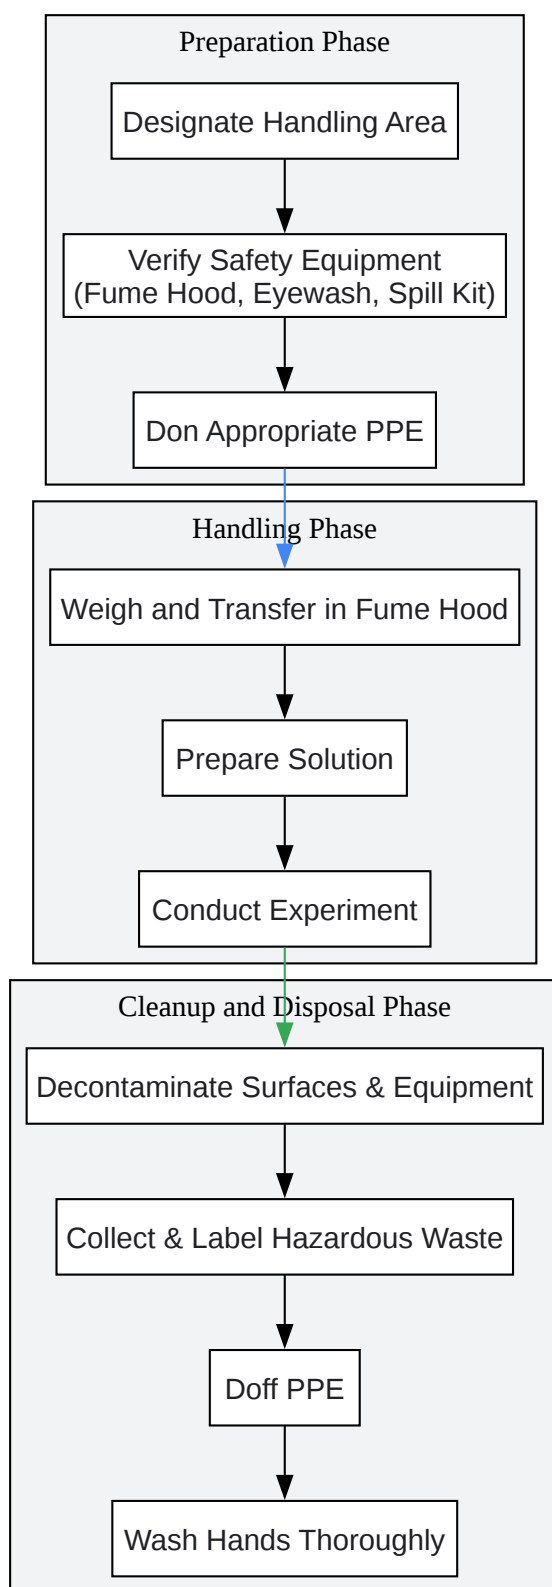 Preparation Phase
Designate Handling Area
Verify Safety Equipment
(Fume Hood, Eyewash, Spill Kit)
Don Appropriate PPE
Handling Phase
Weigh and Transfer in Fume Hood
Prepare Solution
Conduct Experiment
Cleanup and Disposal Phase
Decontaminate Surfaces & Equipment
Collect & Label Hazardous Waste
Doff PPE
Wash Hands Thoroughly